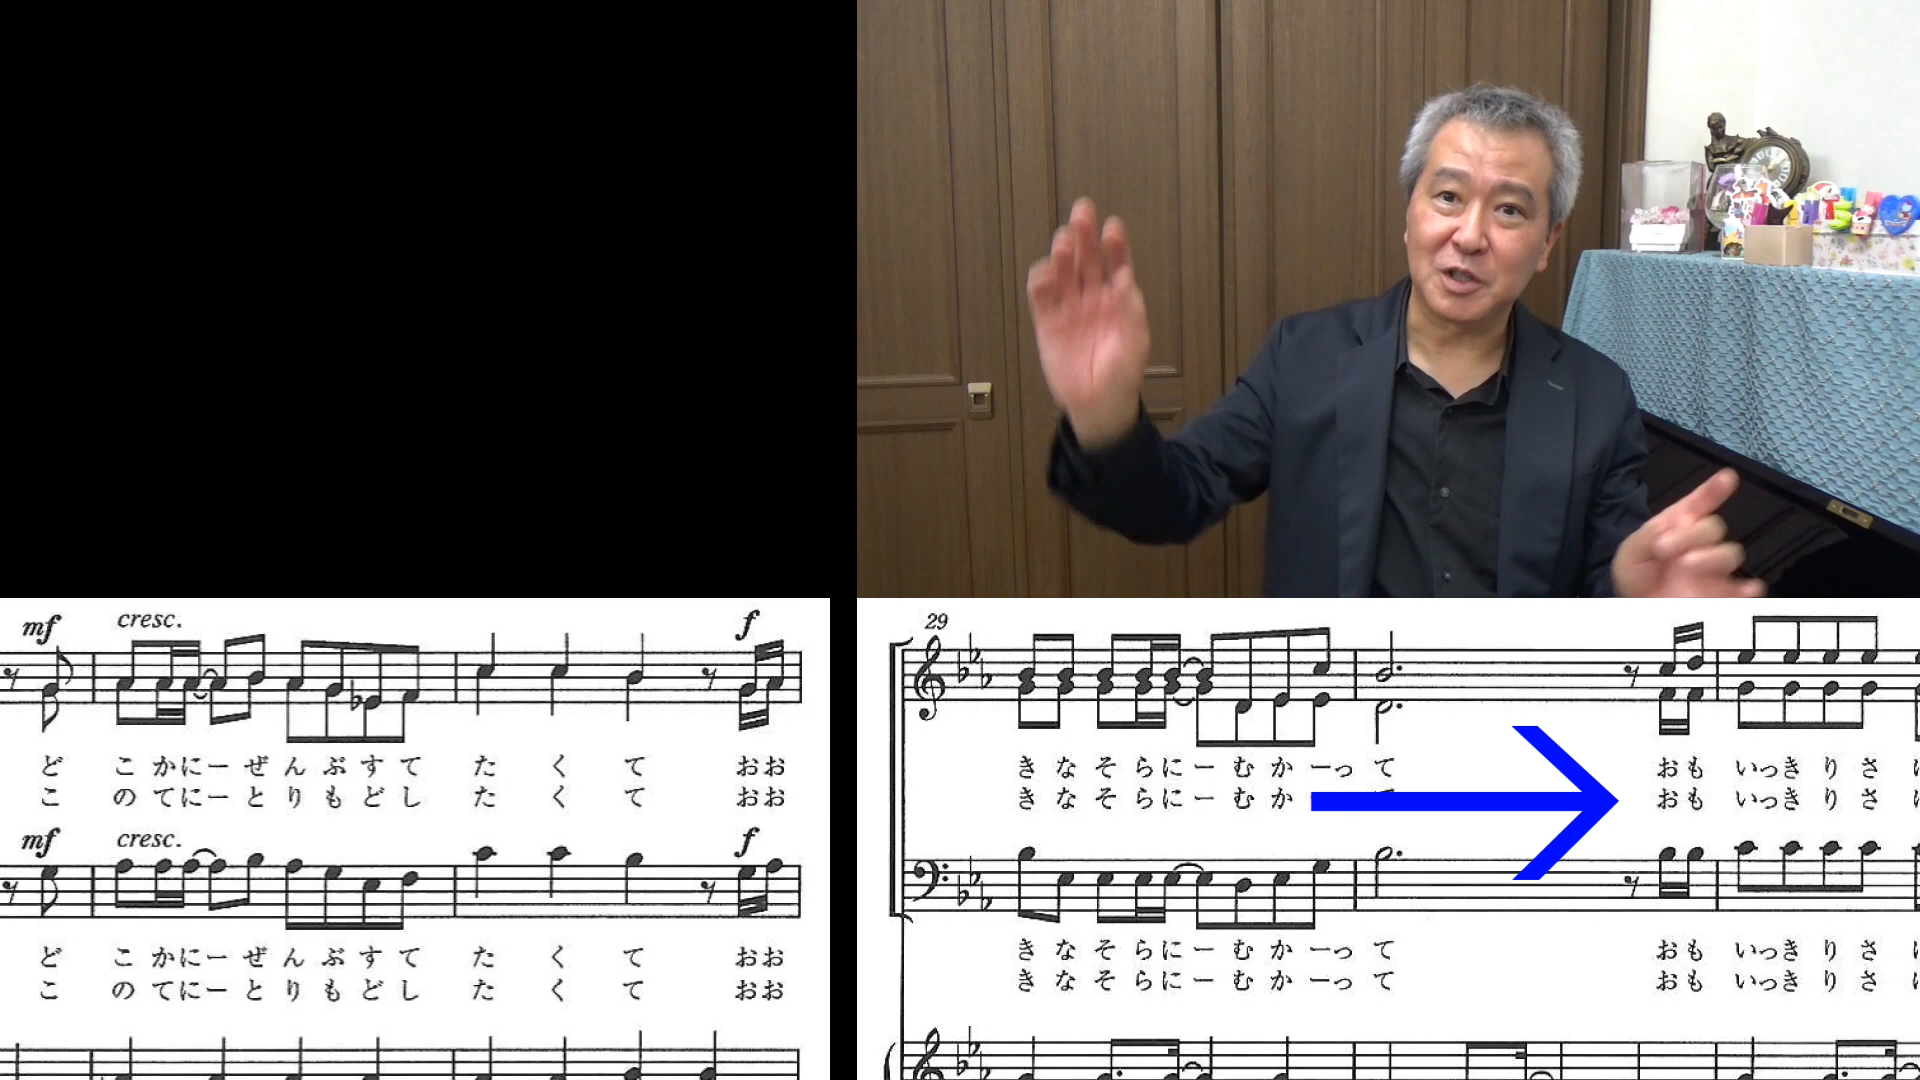 mf cresc. f
ど こ かに ー ぜ ん ぶ す て た く て おお
こ の てに ー と り も ど し た く て おお
mf cresc. f
ど こ かに ー ぜ ん ぶ す て た く て おお
こ の てに ー と り も ど し た く て おお
29
き な そ らに ー む か ーっ て おも いっき り さ
き な そ らに ー む か おも いっき り さ
き な そ らに ー む か ーっ て おも いっき り さ
き な そ らに ー む か ーっ て おも いっき り さ